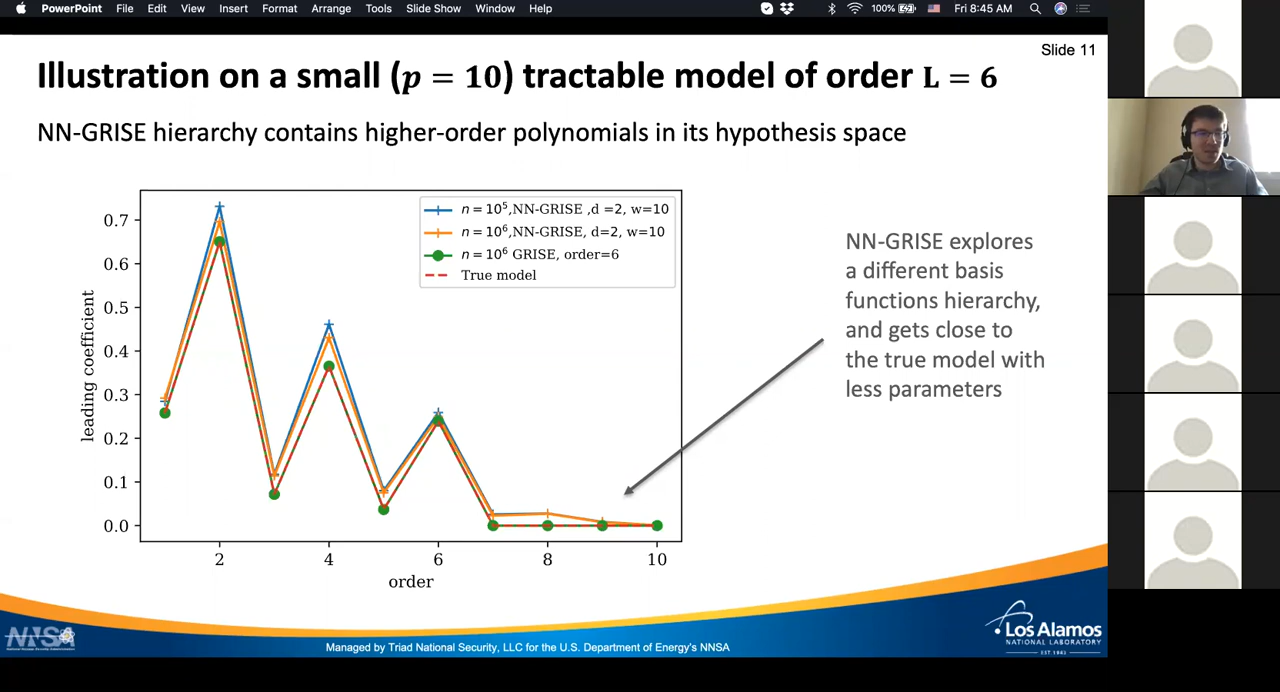 PowerPoint File Edit View Insert Format Arrange Tools Slide Show Window Help 100% Fri 8:45 AM
Slide 11
Illustration on a small (p = 10) tractable model of order L = 6
NN-GRISE hierarchy contains higher-order polynomials in its hypothesis space
n = 10⁵,NN-GRISE ,d =2, w=10
n = 10⁶,NN-GRISE, d=2, w=10
n = 10⁶ GRISE, order=6
True model
0.7
0.6
0.5
0.4
0.3
0.2
0.1
0.0
leading coefficient
2 4 6 8 10
order
NN-GRISE explores
a different basis
functions hierarchy,
and gets close to
the true model with
less parameters
NNSA
Managed by Triad National Security, LLC for the U.S. Department of Energy's NNSA
Los Alamos
NATIONAL LABORATORY
EST. 1943